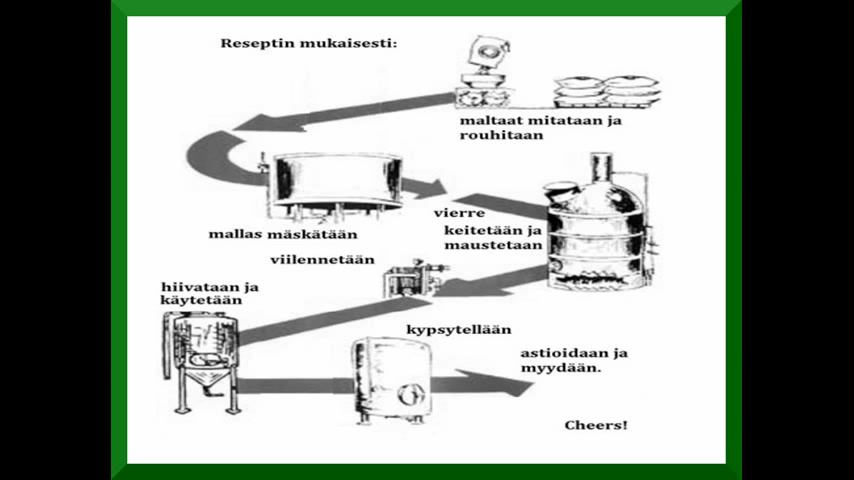 Reseptin mukaisesti:
maltaat mitataan ja
rouhitaan
mallas mäskätään
vierre
keitetään ja
maustetaan
viilennetään
hiivataan ja
käytetään
kypsytellään
astioidaan ja
myydään.
Cheers!